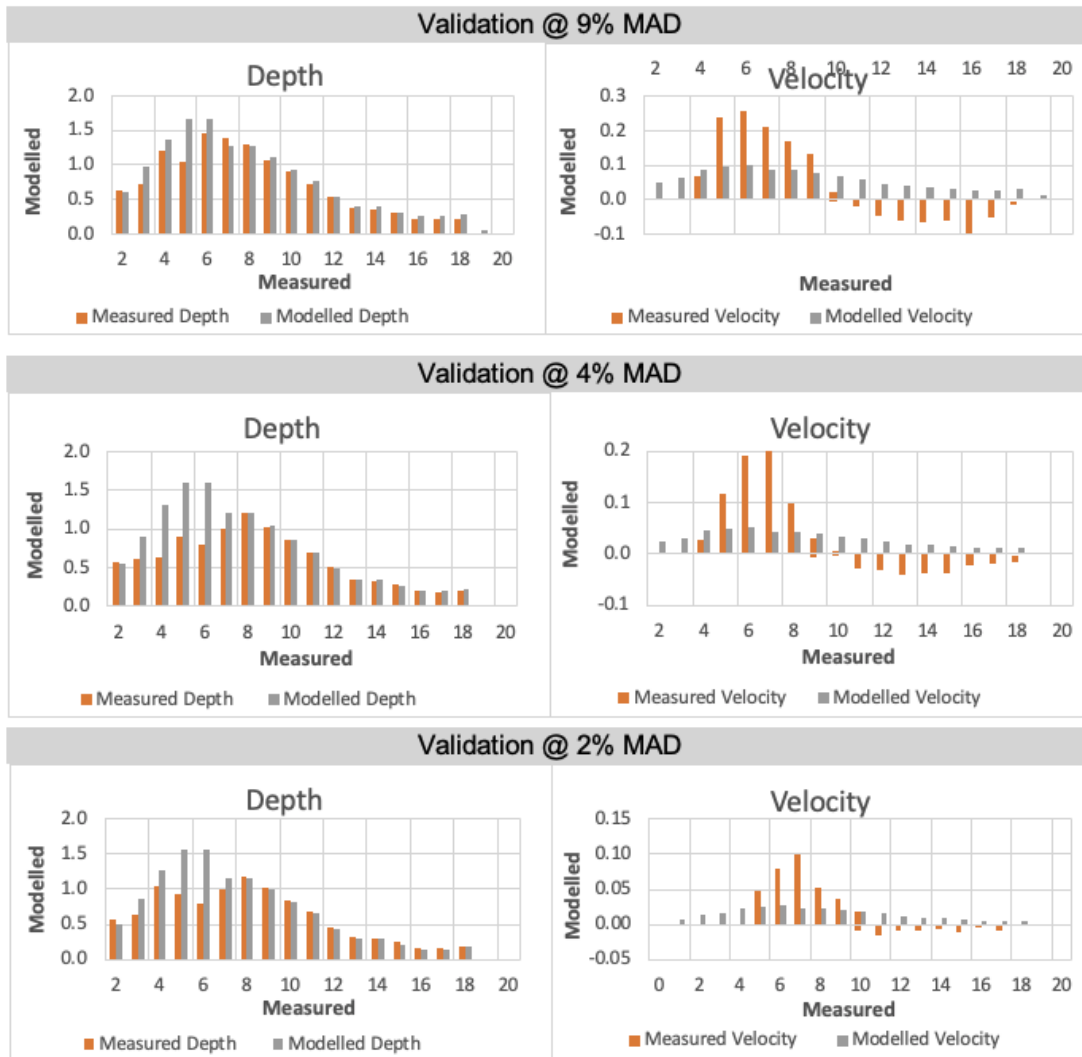 Validation @ 9% MAD
Depth
2.0
1.5
1.0
0.5
0.0
Modelled
2 4 6 8 10 12 14 16 18 20
Measured
Measured Depth Modelled Depth
2 4 6 8 10 12 14 16 18 20
Velocity
0.3
0.2
0.1
0.0
-0.1
Modelled
Measured
Measured Velocity Modelled Velocity
Validation @ 4% MAD
Depth
2.0
1.5
1.0
0.5
0.0
Modelled
2 4 6 8 10 12 14 16 18 20
Measured
Measured Depth Modelled Depth
Velocity
0.2
0.1
0.0
-0.1
Modelled
2 4 6 8 10 12 14 16 18 20
Measured
Measured Velocity Modelled Velocity
Validation @ 2% MAD
Depth
2.0
1.5
1.0
0.5
0.0
Modelled
2 4 6 8 10 12 14 16 18 20
Measured
Measured Depth Modelled Depth
Velocity
0.15
0.10
0.05
0.00
-0.05
Modelled
0 2 4 6 8 10 12 14 16 18 20
Measured
Measured Velocity Modelled Velocity